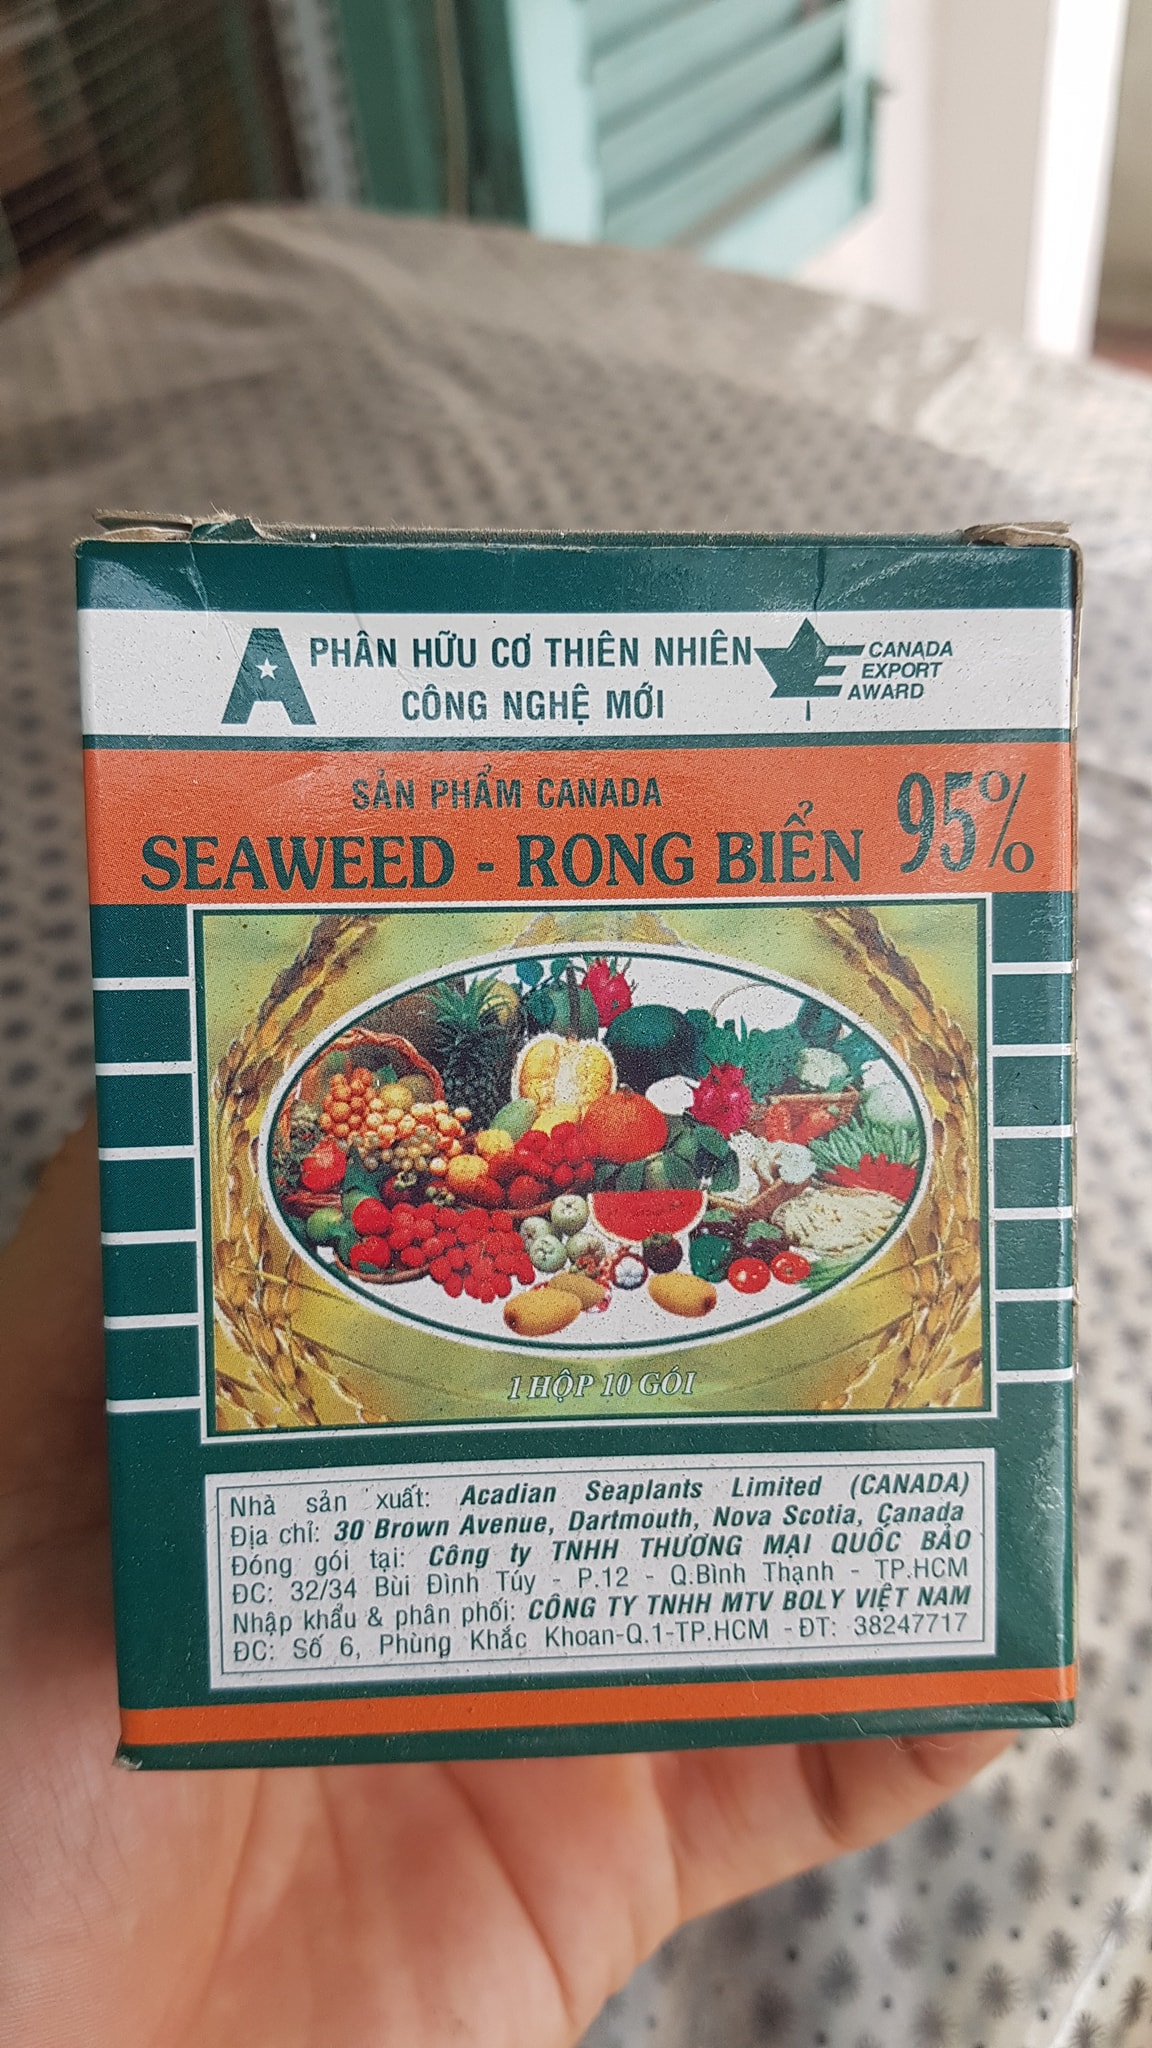 A PHÂN HỮU CƠ THIÊN NHIÊN
CÔNG NGHỆ MỚI
CANADA
EXPORT
AWARD
SẢN PHẨM CANADA
SEAWEED - RONG BIỂN 95%
1 HỘP 10 GÓI
Nhà sản xuất: Acadian Seaplants Limited (CANADA)
Địa chỉ: 30 Brown Avenue, Dartmouth, Nova Scotia, Canada
Đóng gói tại: Công ty TNHH THƯƠNG MẠI QUỐC BẢO
ĐC: 32/34 Bùi Đình Túy - P.12 - Q.Bình Thạnh - TP.HCM
Nhập khẩu & phân phối: CÔNG TY TNHH MTV BOLY VIỆT NAM
ĐC: Số 6, Phùng Khắc Khoan-Q.1-TP.HCM - ĐT: 38247717